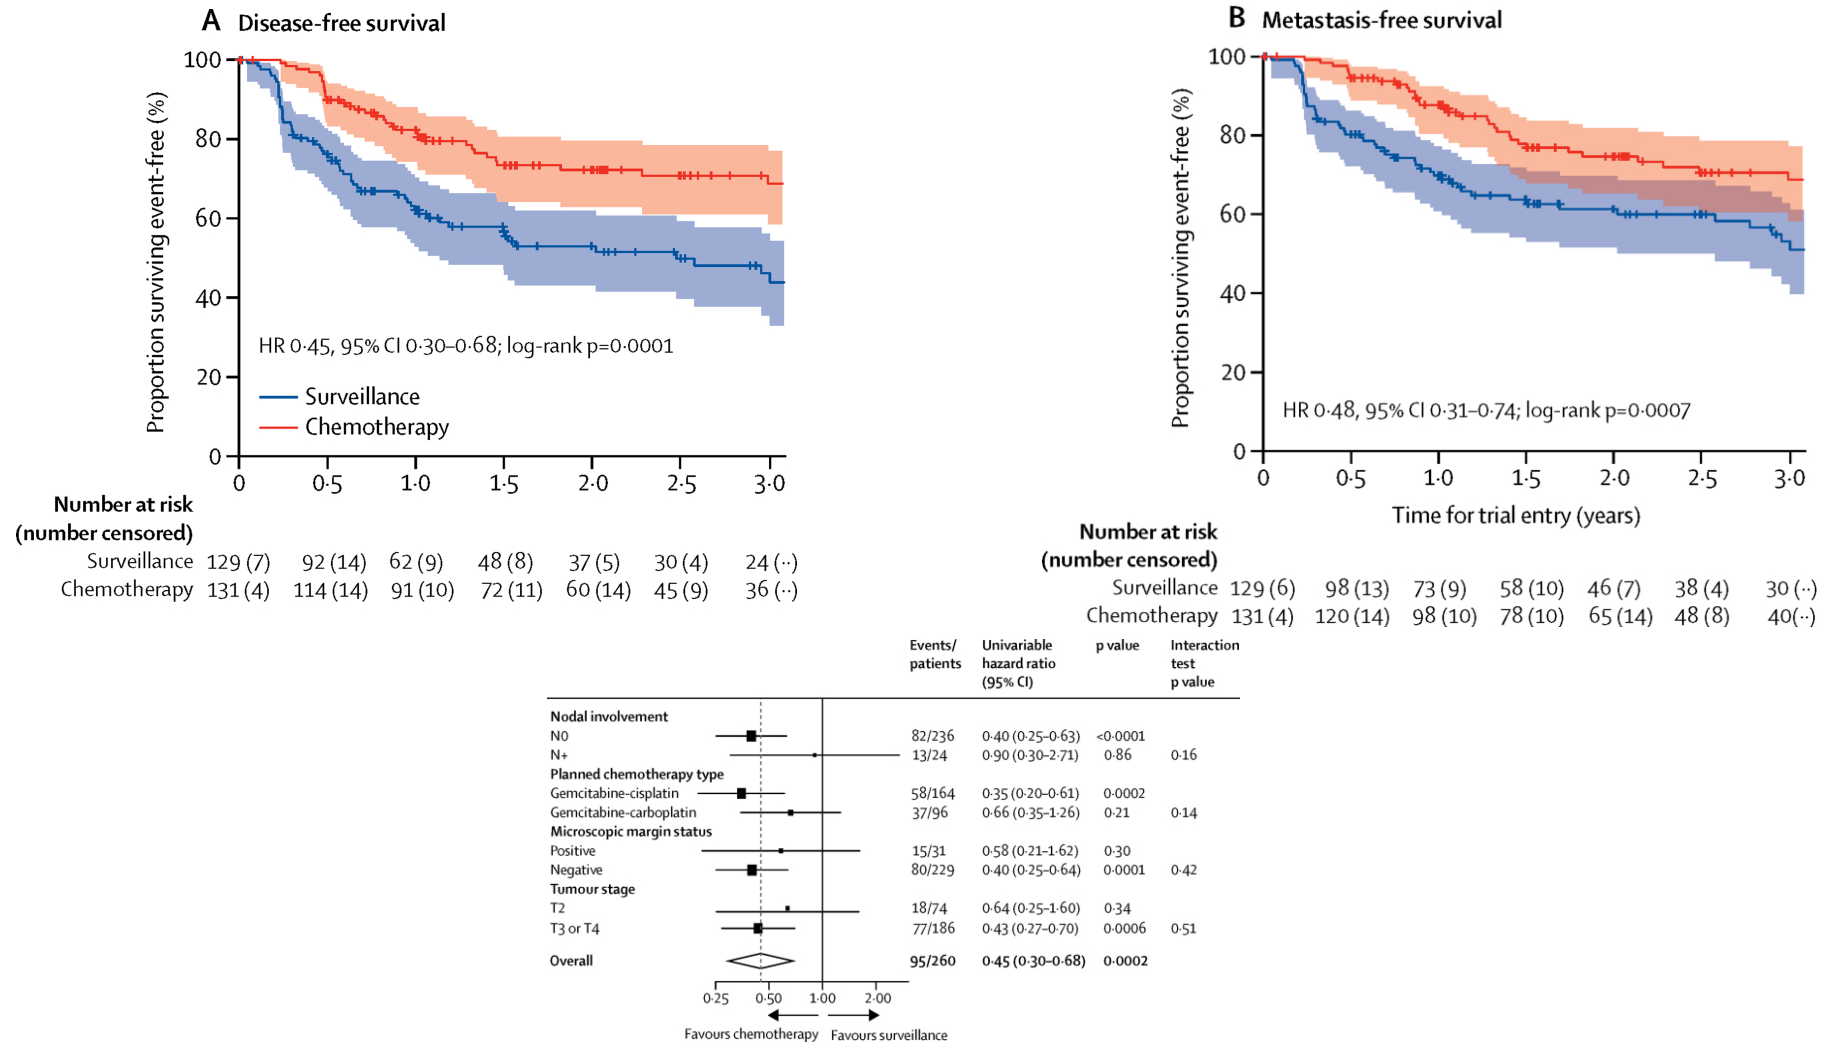 A Disease-free survival
Proportion surviving event-free (%)
100
80
60
40
20
0
HR 0·45, 95% CI 0·30–0·68; log-rank p=0·0001
Surveillance
Chemotherapy
0 0·5 1·0 1·5 2·0 2·5 3·0
Number at risk
(number censored)
Surveillance 129 (7) 92 (14) 62 (9) 48 (8) 37 (5) 30 (4) 24 (··)
Chemotherapy 131 (4) 114 (14) 91 (10) 72 (11) 60 (14) 45 (9) 36 (··)
B Metastasis-free survival
Proportion surviving event-free (%)
100
80
60
40
20
0
HR 0·48, 95% CI 0·31–0·74; log-rank p=0·0007
0 0·5 1·0 1·5 2·0 2·5 3·0
Time for trial entry (years)
Number at risk
(number censored)
Surveillance 129 (6) 98 (13) 73 (9) 58 (10) 46 (7) 38 (4) 30 (··)
Chemotherapy 131 (4) 120 (14) 98 (10) 78 (10) 65 (14) 48 (8) 40(··)
Events/ Univariable p value Interaction
patients hazard ratio test
(95% CI) p value
Nodal involvement
N0 82/236 0·40 (0·25–0·63) <0·0001
N+ 13/24 0·90 (0·30–2·71) 0·86 0·16
Planned chemotherapy type
Gemcitabine-cisplatin 58/164 0·35 (0·20–0·61) 0·0002
Gemcitabine-carboplatin 37/96 0·66 (0·35–1·26) 0·21 0·14
Microscopic margin status
Positive 15/31 0·58 (0·21–1·62) 0·30
Negative 80/229 0·40 (0·25–0·64) 0·0001 0·42
Tumour stage
T2 18/74 0·64 (0·25–1·60) 0·34
T3 or T4 77/186 0·43 (0·27–0·70) 0·0006 0·51
Overall 95/260 0·45 (0·30–0·68) 0·0002
0·25 0·50 1·00 2·00
Favours chemotherapy Favours surveillance